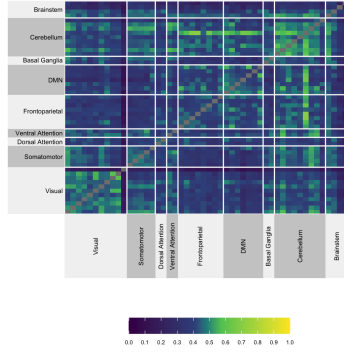 Brainstem
Cerebellum
Basal Ganglia
DMN
Frontoparietal
Ventral Attention
Dorsal Attention
Somatomotor
Visual
Visual
Somatomotor
Dorsal Attention
Ventral Attention
Frontoparietal
DMN
Basal Ganglia
Cerebellum
Brainstem
0.0 0.1 0.2 0.3 0.4 0.5 0.6 0.7 0.8 0.9 1.0